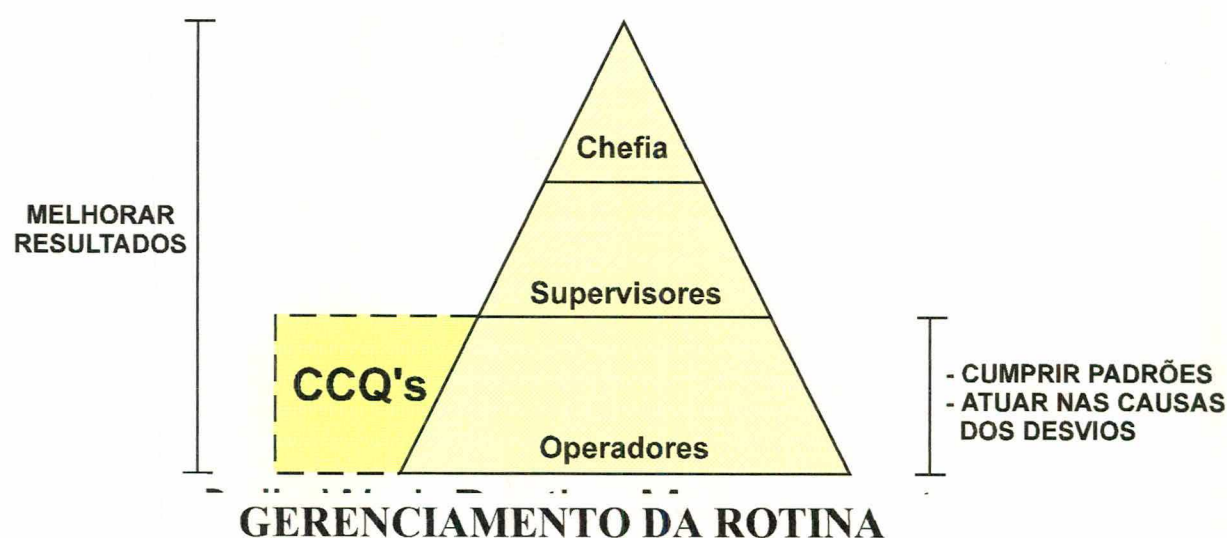 Chefia
MELHORAR
RESULTADOS
Supervisores
CCQ's
- CUMPRIR PADRÕES
- ATUAR NAS CAUSAS
DOS DESVIOS
Operadores
GERENCIAMENTO DA ROTINA